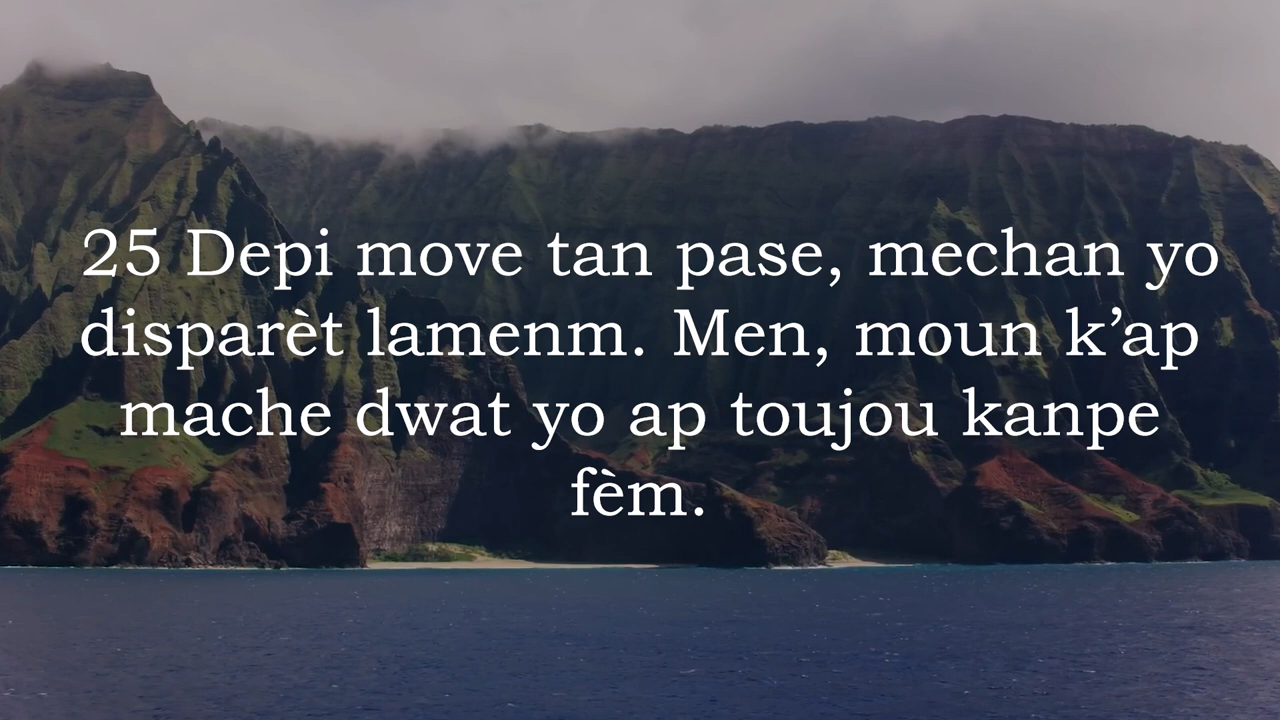 25 Depi move tan pase, mechan yo
disparèt lamenm. Men, moun k’ap
mache dwat yo ap toujou kanpe
fèm.